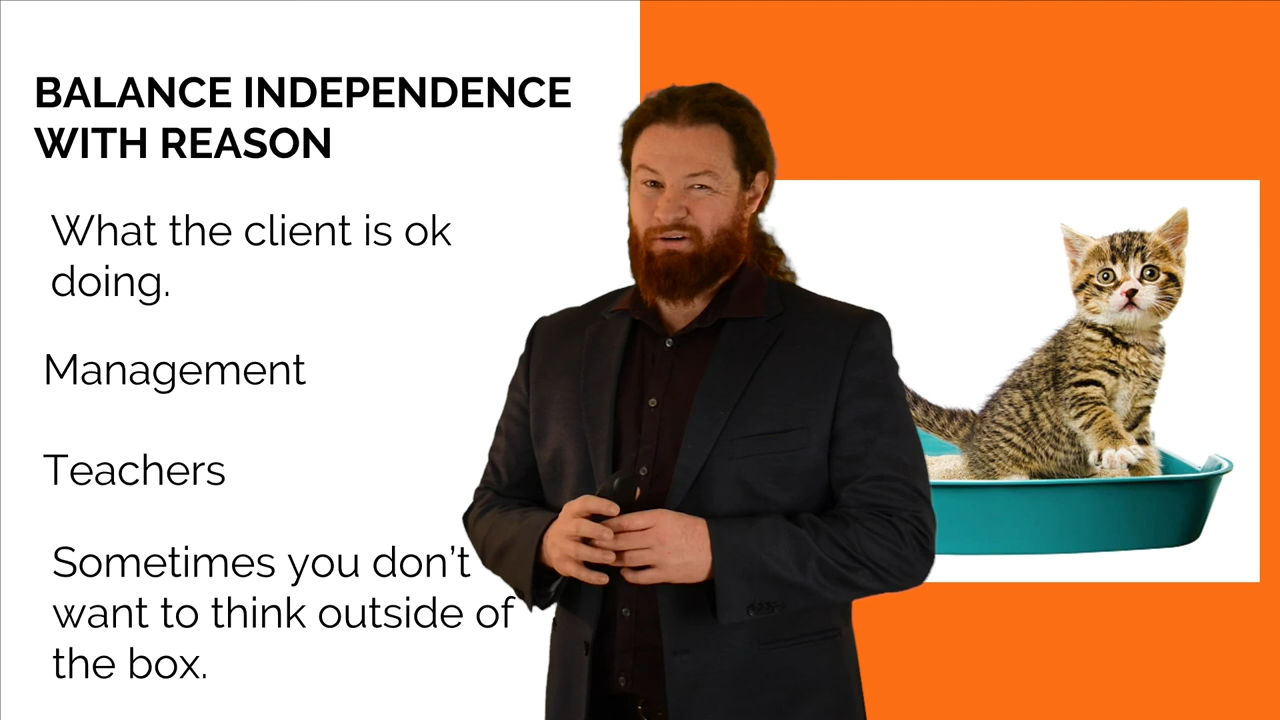 BALANCE INDEPENDENCE
WITH REASON
What the client is ok
doing.
Management
Teachers
Sometimes you don’t
want to think outside of
the box.